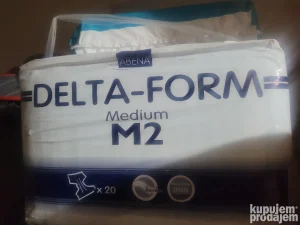 ABENA
DELTA-FORM
Medium
M2
x 20
kupujem
prodajem